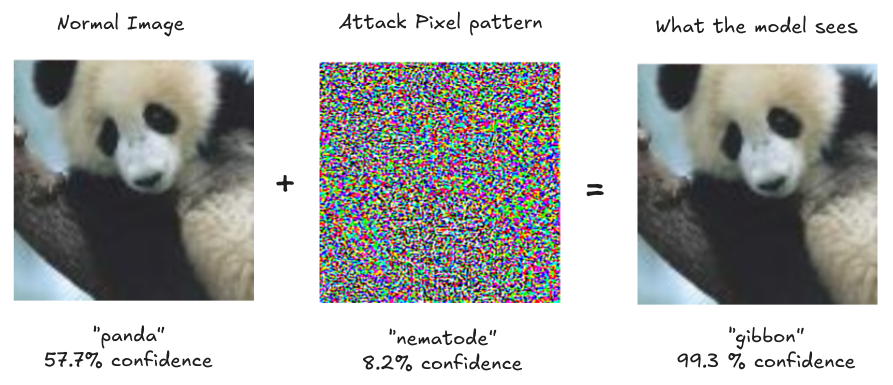 Normal Image
Attack Pixel pattern
What the model sees
+
=
"panda"
57.7% confidence
"nematode"
8.2% confidence
"gibbon"
99.3 % confidence